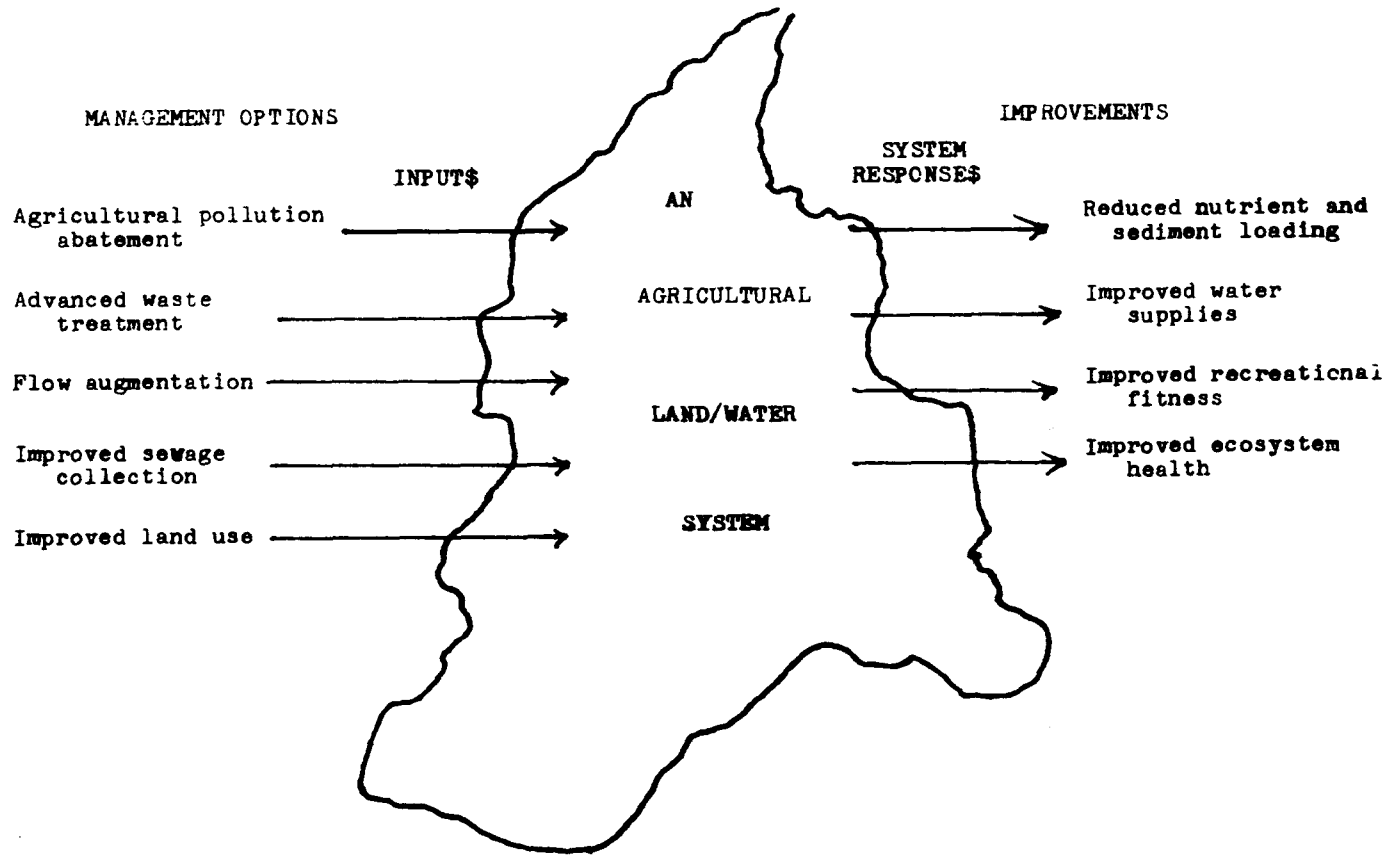 MANAGEMENT OPTIONS
INPUT$
Agricultural pollution
abatement
Advanced waste
treatment
Flow augmentation
Improved sewage
collection
Improved land use
AN
AGRICULTURAL
LAND/WATER
SYSTEM
IMPROVEMENTS
SYSTEM
RESPONSE$
Reduced nutrient and
sediment loading
Improved water
supplies
Improved recreational
fitness
Improved ecosystem
health